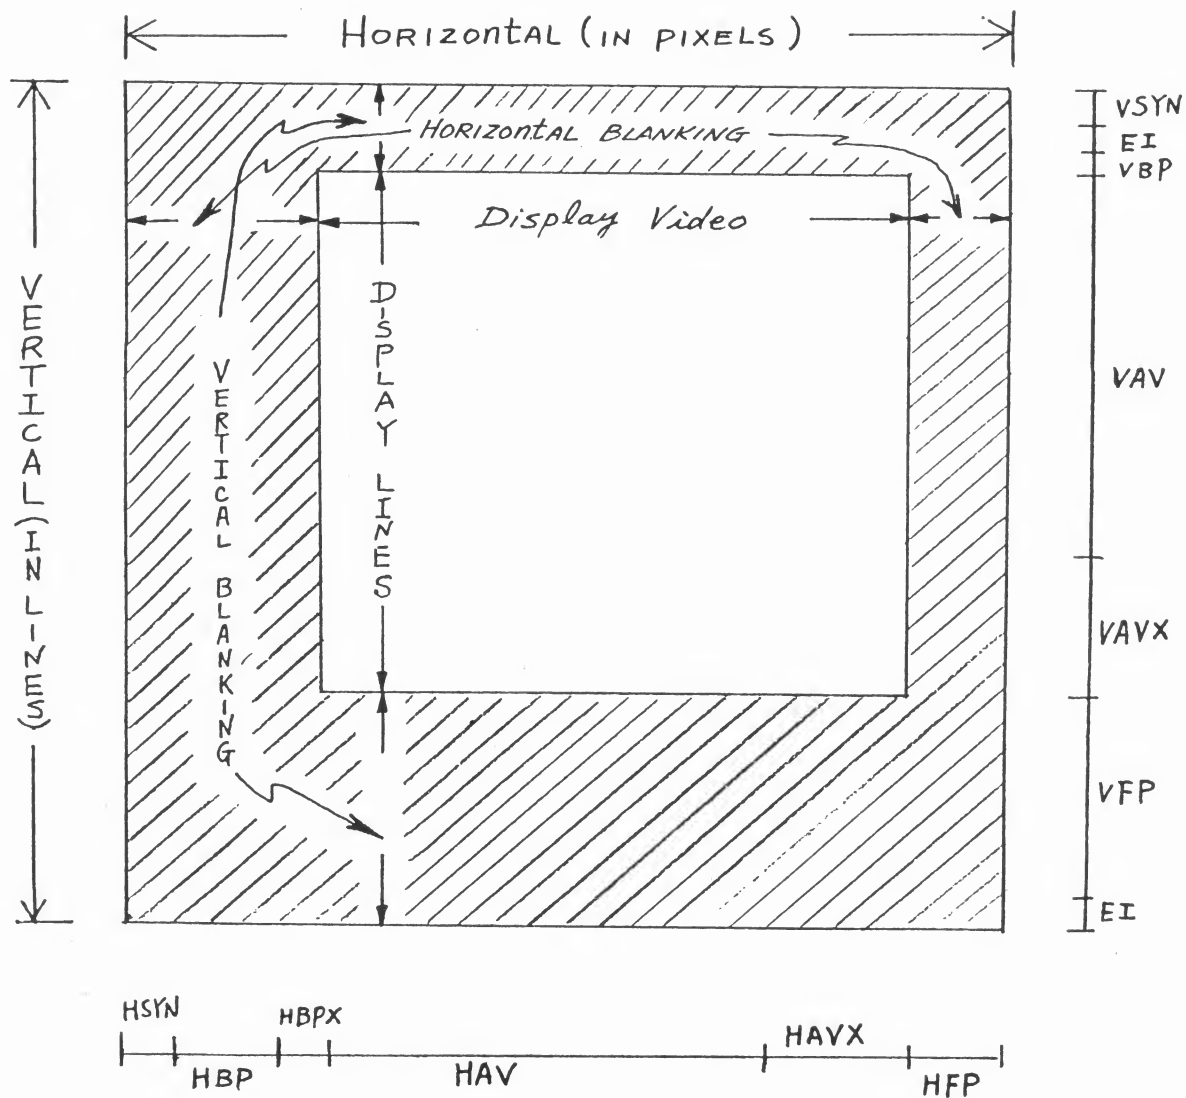 HORIZONTAL (IN PIXELS)
VSYN
EI
VBP
HORIZONTAL BLANKING
Display Video
VERTICAL (IN LINES)
DISPLAY LINES
VERTICAL BLANKING
VAV
VAVX
VFP
EI
HSYN
HBP
HBPX
HAV
HAVX
HFP